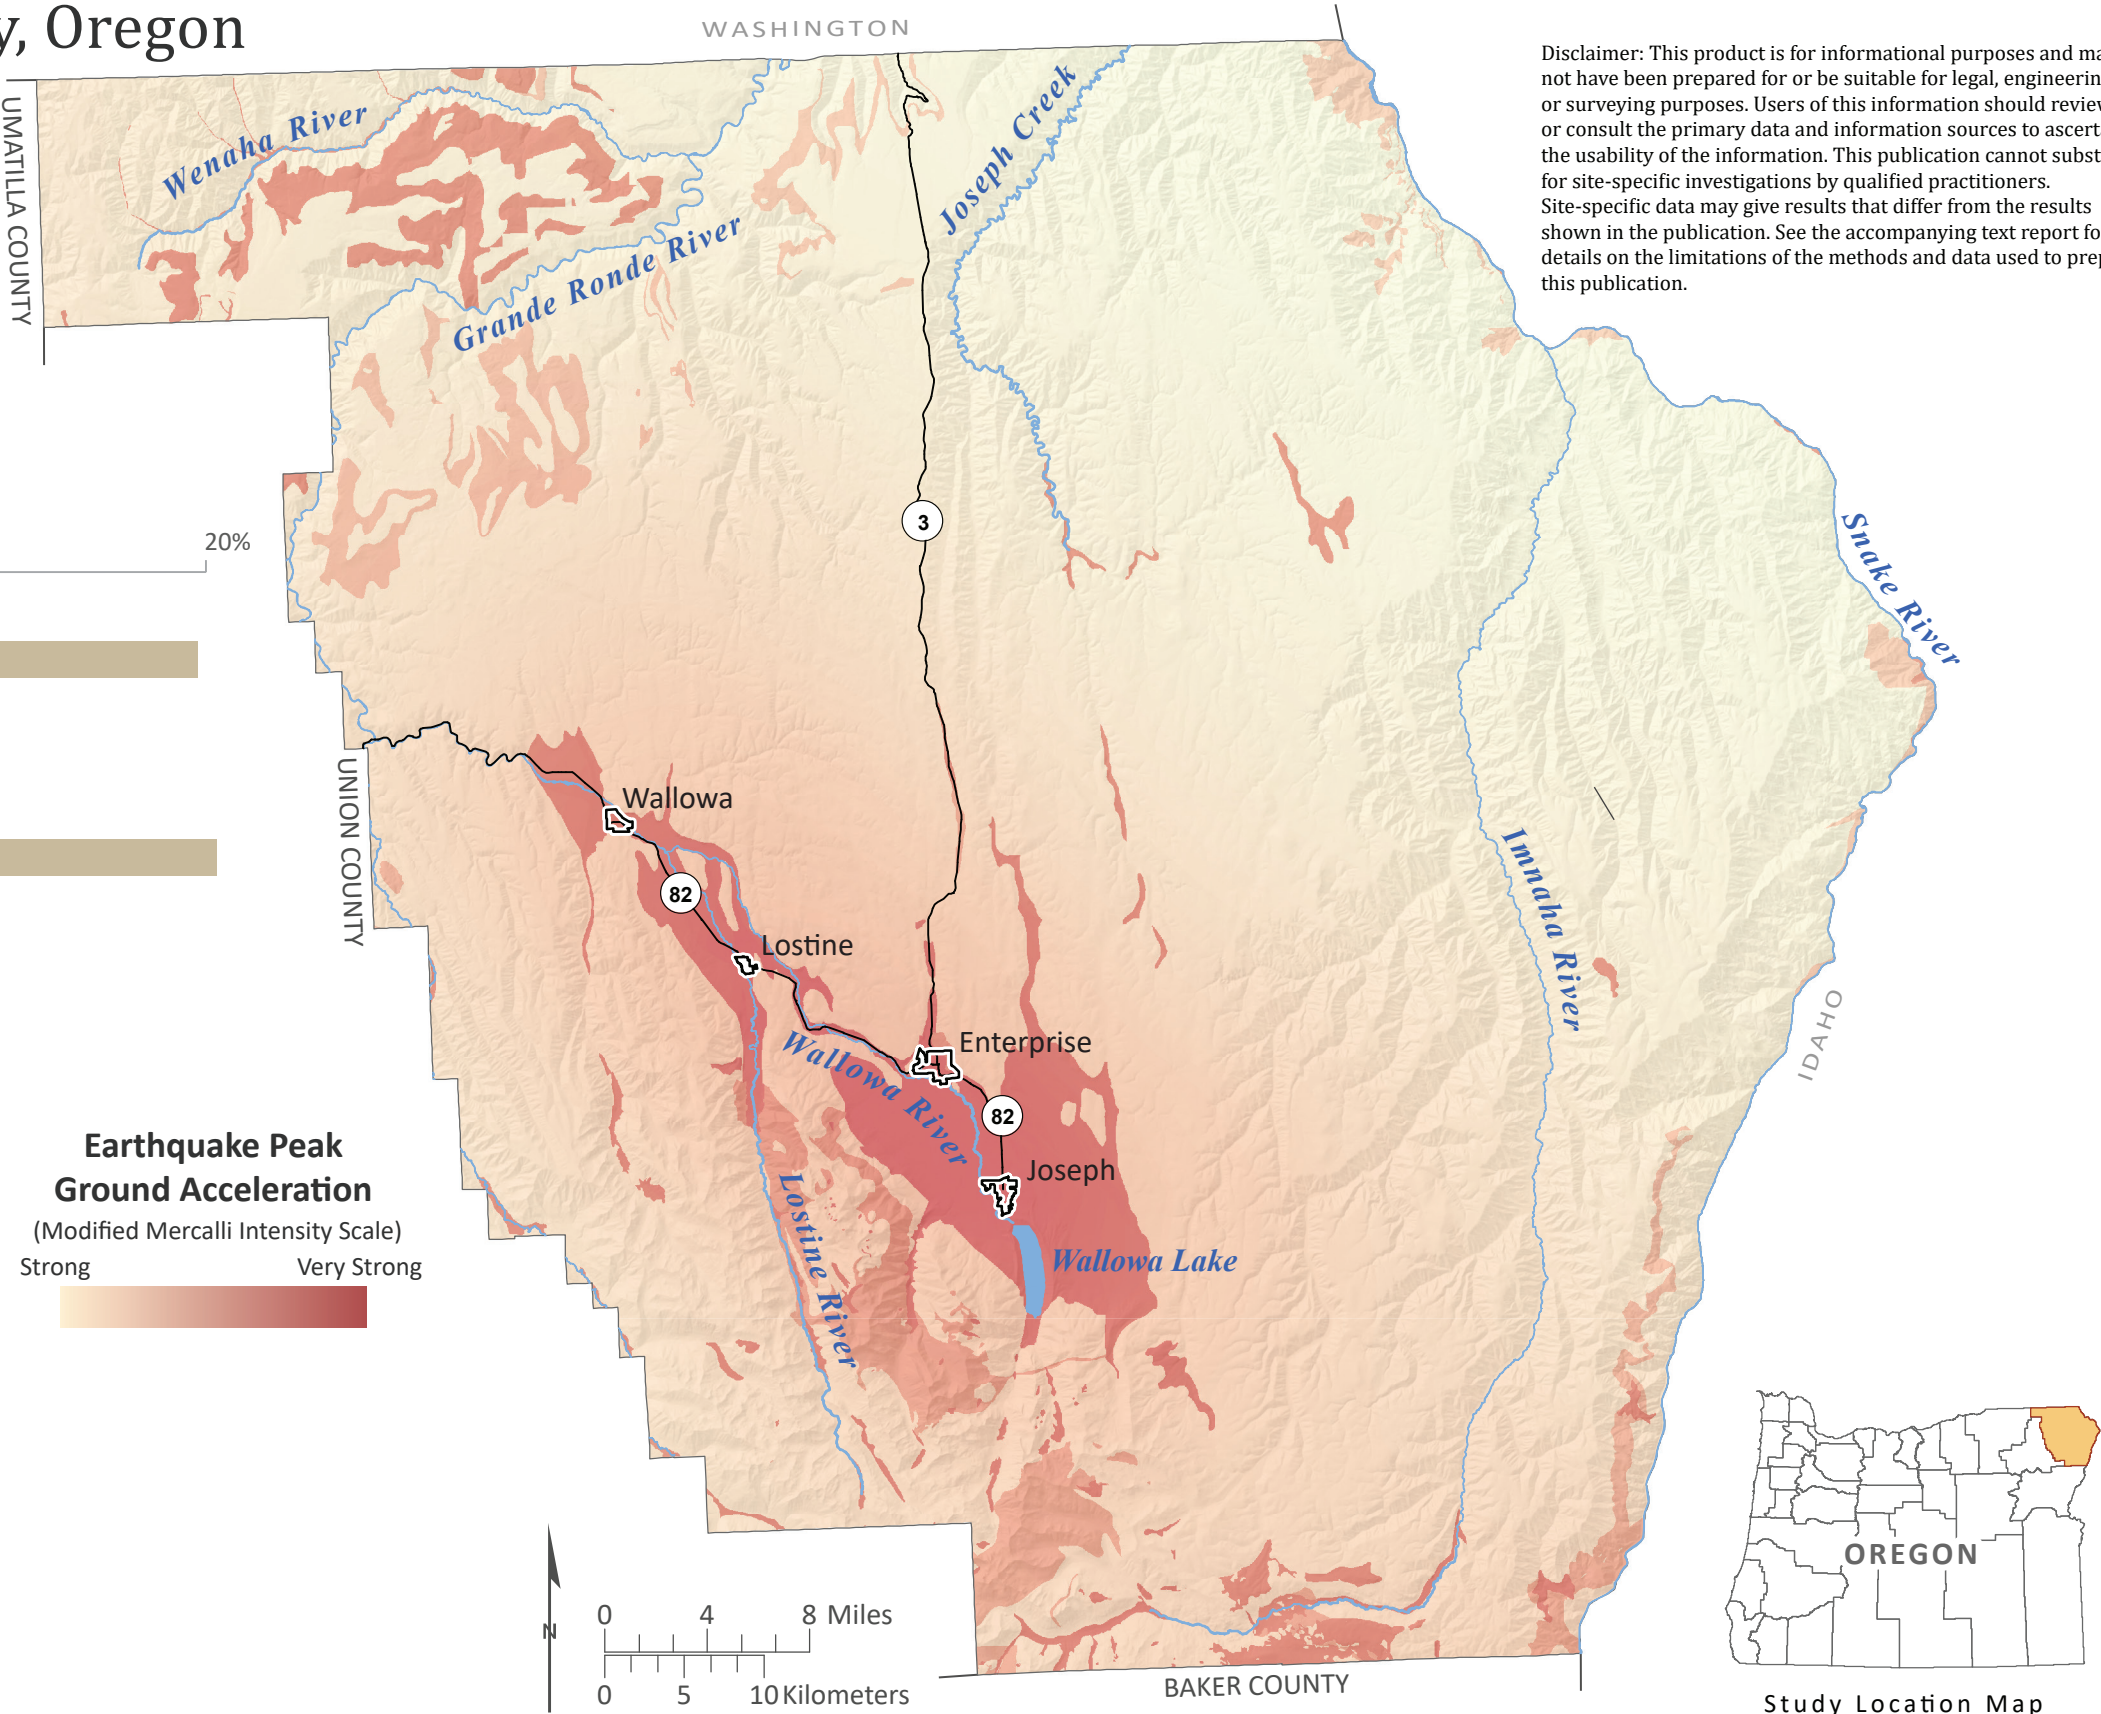 y, Oregon
WASHINGTON
Disclaimer: This product is for informational purposes and
not have been prepared for or be suitable for legal,
or surveying purposes. Users of this information should
or consult the primary data and information sources to
the usability of the information. This publication cannot
for site-specific investigations by qualified practitioners.
Site-specific data may give results that differ from the results
shown in the publication. See the accompanying text report
details on the limitations of the methods and data used to
this publication.
UMATILLA COUNTY
Wenaha River
Joseph Creek
Grande Ronde River
3
20%
Snake River
UNION COUNTY
Wallowa
82
Lostine
Imnaha River
Enterprise
Wallowa River
IDAHO
82
Joseph
Lostine River
Wallowa Lake
Earthquake Peak
Ground Acceleration
(Modified Mercalli Intensity Scale)
Strong Very Strong
N
0 4 8 Miles
0 5 10 Kilometers
BAKER COUNTY
OREGON
Study Location Map